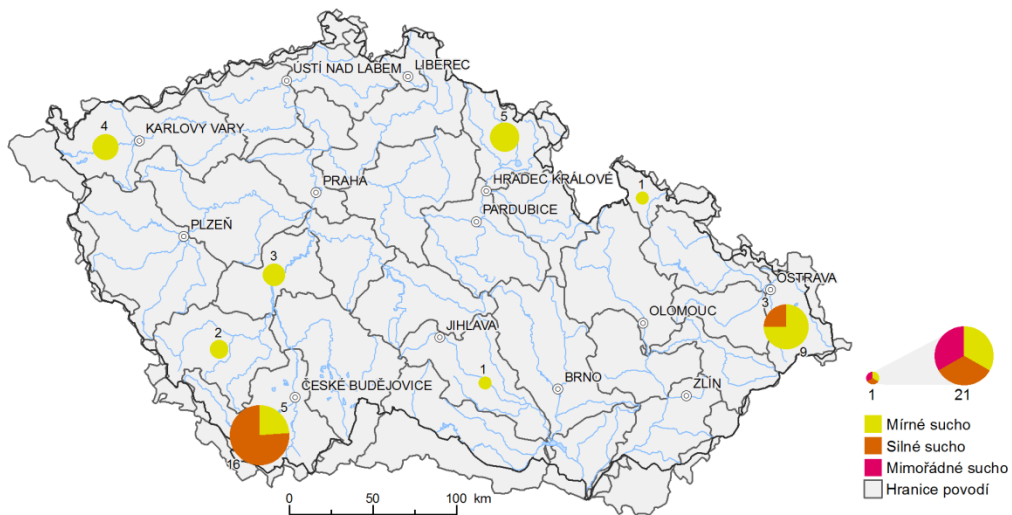 ÚSTÍ NAD LABEM
LIBEREC
4
KARLOVY VARY
5
HRADEC KRÁLOVÉ
1
PRAHA
PARDUBICE
PLZEŇ
3
OSTRAVA
3
OLOMOUC
JIHLAVA
2
9
1
BRNO
ZLÍN
ČESKÉ BUDĚJOVICE
5
16
1
21
Mírné sucho
Silné sucho
Mimořádné sucho
Hranice povodí
0 50 100 km